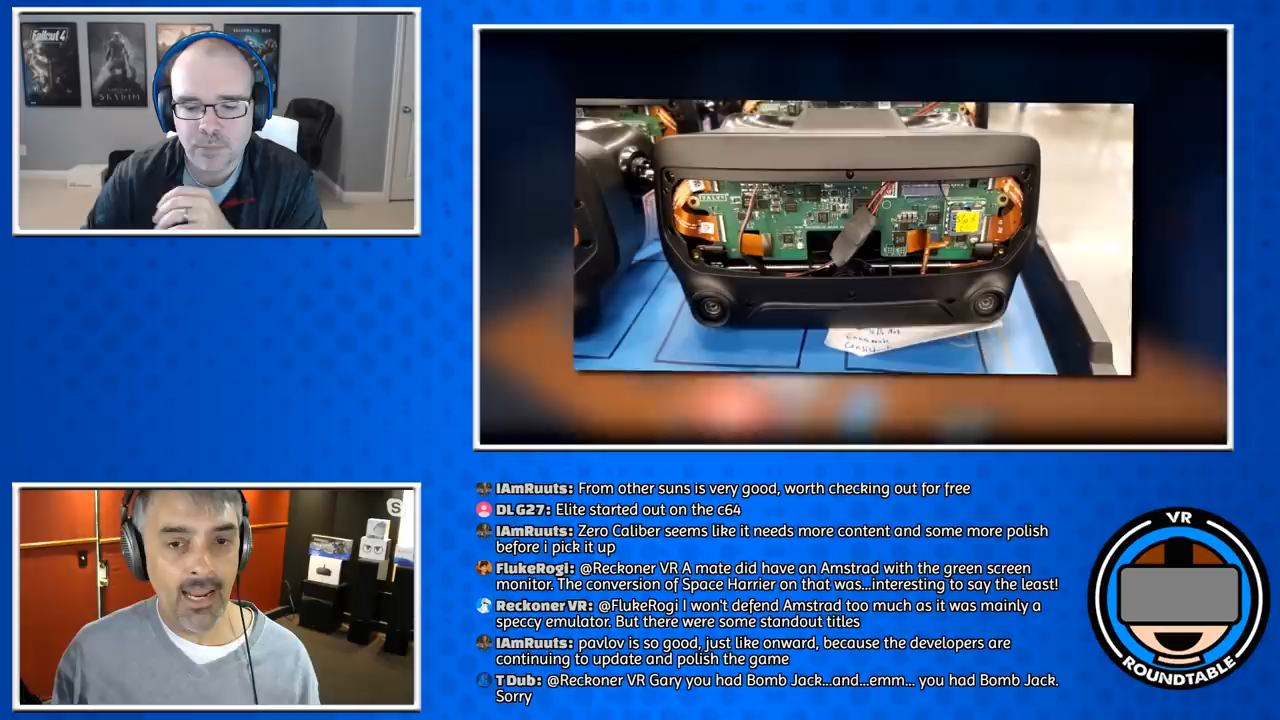 Fallout 4
SKYRIM
VALVE
IAmRuuts: From other suns is very good, worth checking out for free
DLG27: Elite started out on the c64
IAmRuuts: Zero Caliber seems like it needs more content and some more polish
before i pick it up
FlukeRogi: @Reckoner VR A mate did have an Amstrad with the green screen
monitor. The conversion of Space Harrier on that was...interesting to say the least!
Reckoner VR: @FlukeRogi I won't defend Amstrad too much as it was mainly a
speccy emulator. But there were some standout titles
IAmRuuts: pavlov is so good, just like onward, because the developers are
continuing to update and polish the game
T Dub: @Reckoner VR Gary you had Bomb Jack...and...emm... you had Bomb Jack.
Sorry
VR
ROUNDTABLE